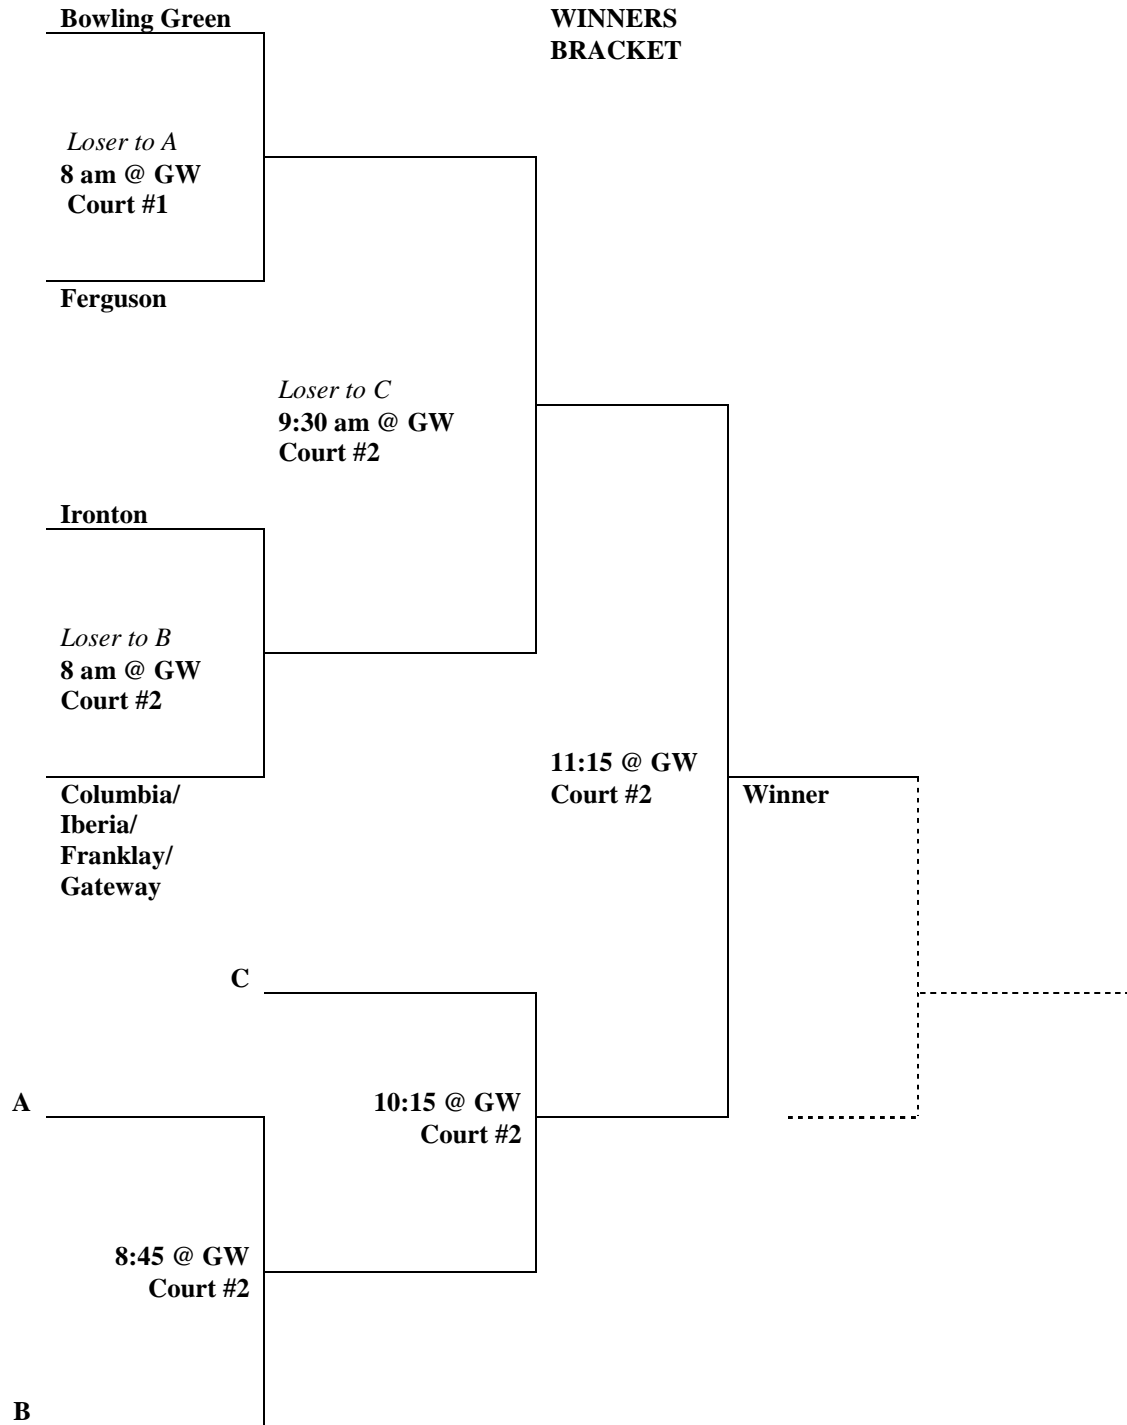 Bowling Green
WINNERS
BRACKET
Loser to A
8 am @ GW
Court #1
Ferguson
Loser to C
9:30 am @ GW
Court #2
Ironton
Loser to B
8 am @ GW
Court #2
11:15 @ GW
Court #2
Winner
Columbia/
Iberia/
Franklay/
Gateway
C
A
10:15 @ GW
Court #2
8:45 @ GW
Court #2
B